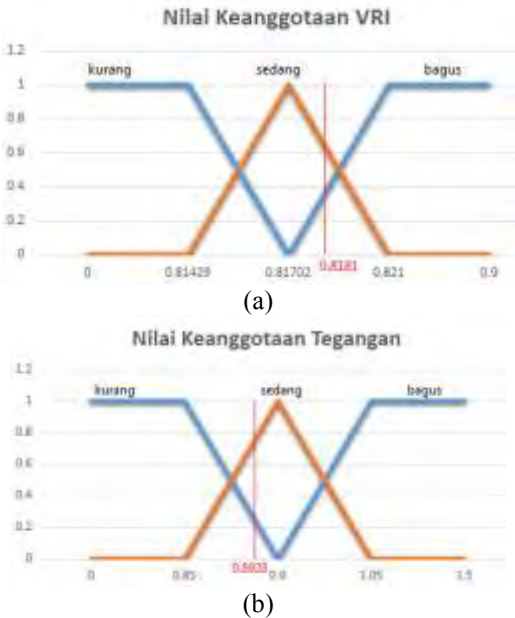 Nilai Keanggotaan VRI
1.2
kurang sedang bagus
1
0.8
0.6
0.4
0.2
0
0 0.81429 0.81702 0.8181 0.821 0.9
(a)
Nilai Keanggotaan Tegangan
1.2
kurang sedang bagus
1
0.8
0.6
0.4
0.2
0
0 0.85 0.9 1.05 1.5
(b)